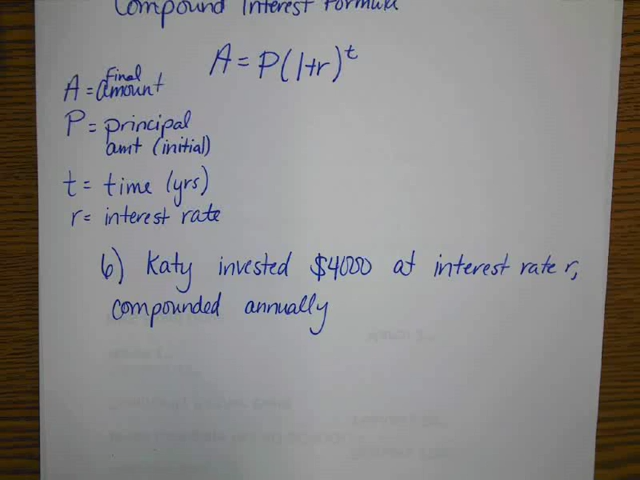 Compound Interest Formula
A = P(1+r)^t
A = final amount
P = principal
amt (initial)
t = time (yrs)
r = interest rate
6) Katy invested $4000 at interest rate r,
compounded annually